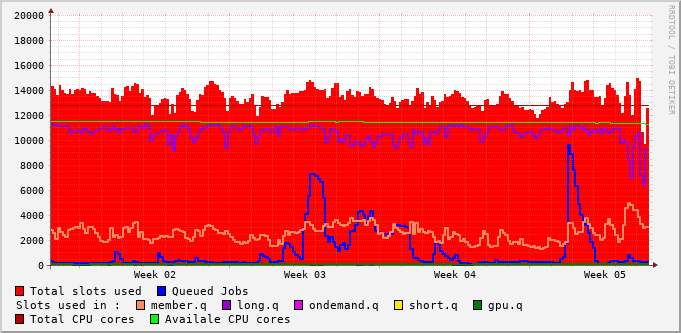 20000
18000
16000
14000
12000
10000
8000
6000
4000
2000
0
Week 02 Week 03 Week 04 Week 05
RRDTOOL / TOBI OETIKER
Total slots used Queued Jobs
Slots used in : member.q long.q ondemand.q short.q gpu.q
Total CPU cores Availale CPU cores